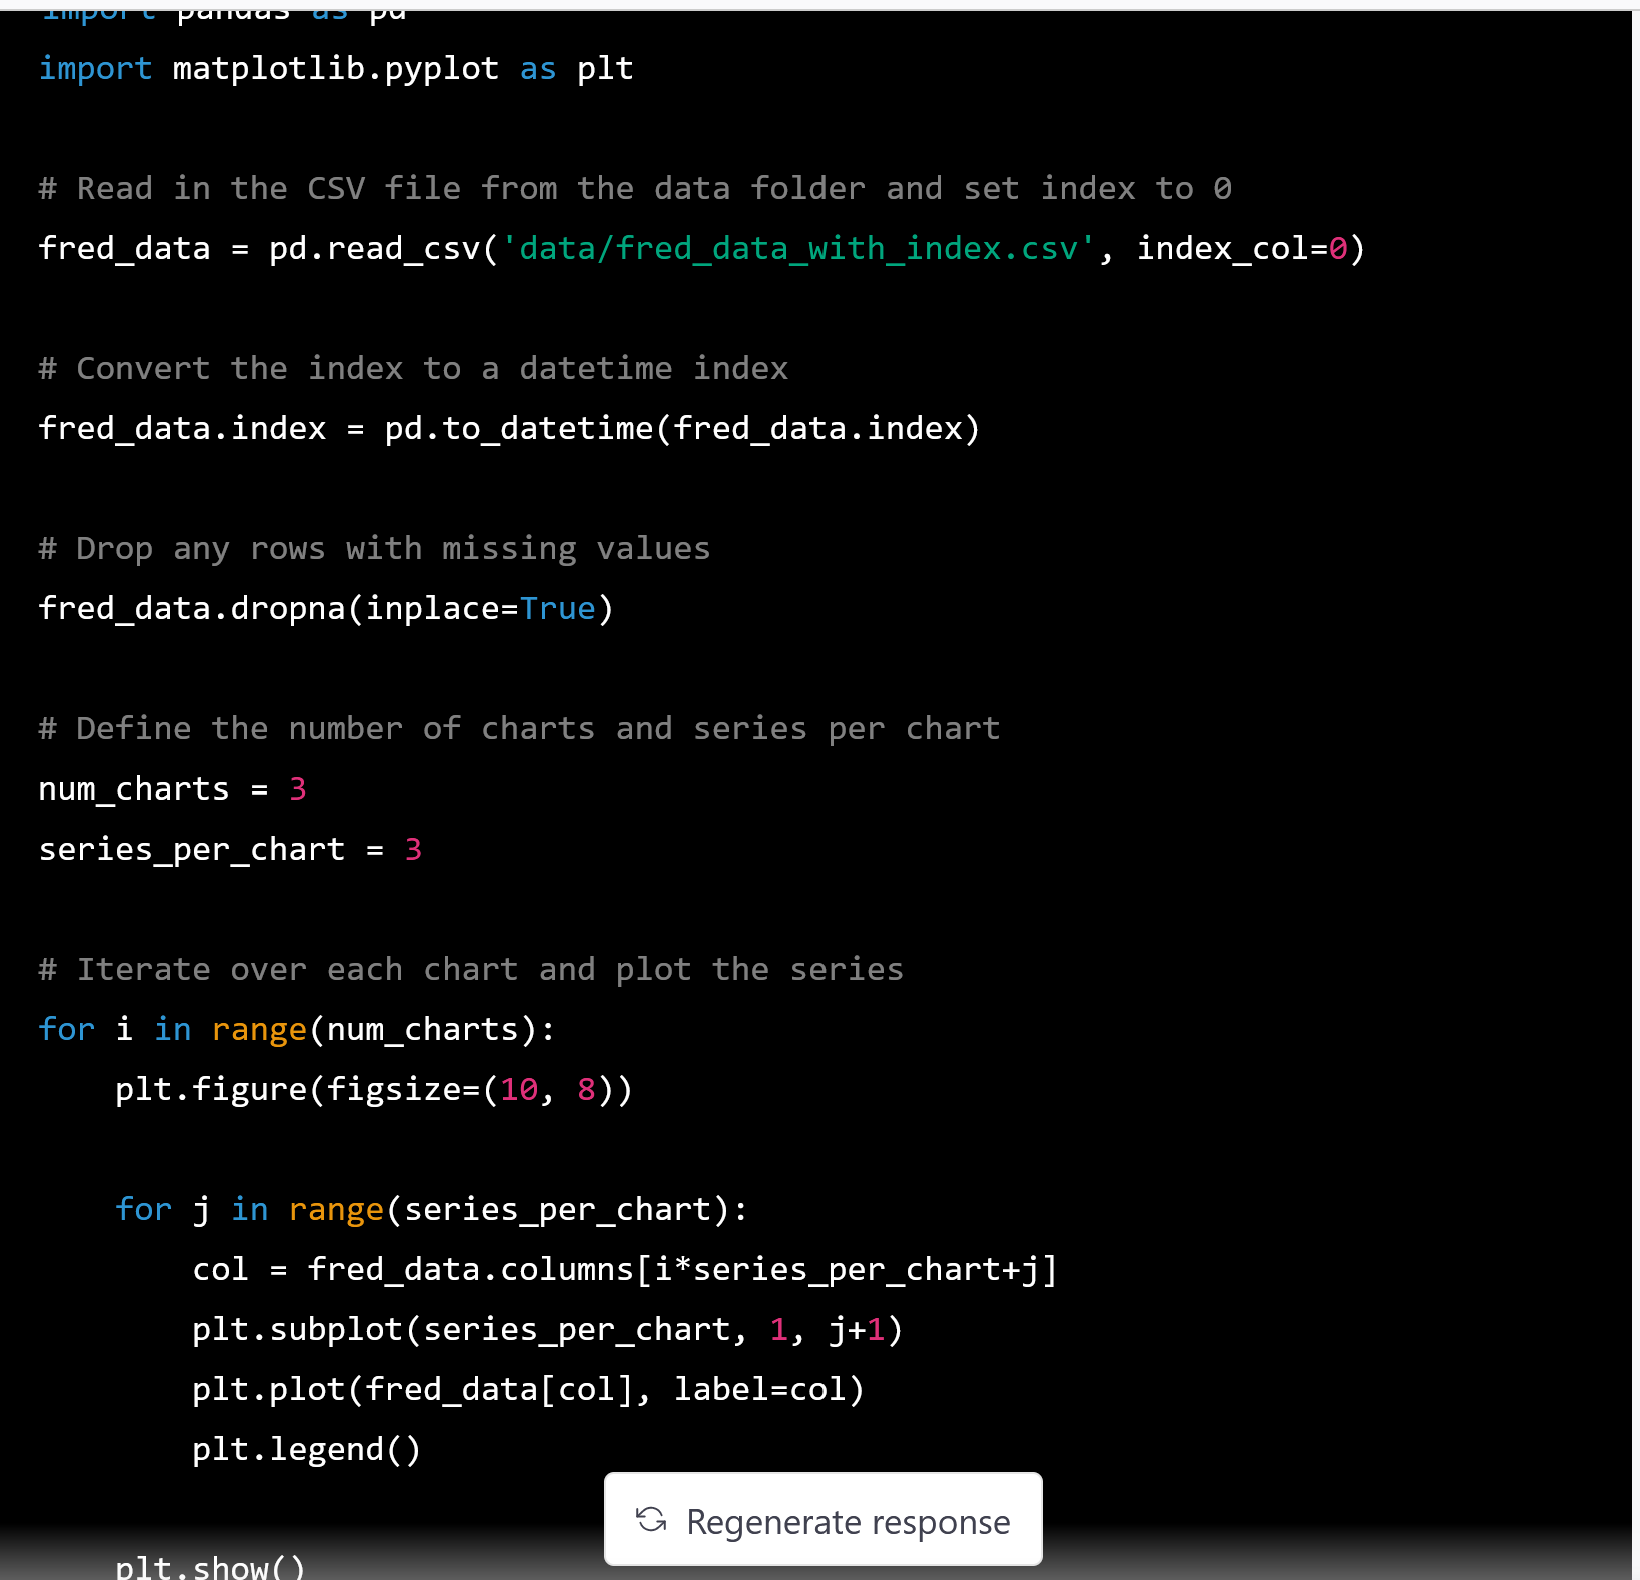 import pandas as pd
import matplotlib.pyplot as plt
# Read in the CSV file from the data folder and set index to 0
fred_data = pd.read_csv('data/fred_data_with_index.csv', index_col=0)
# Convert the index to a datetime index
fred_data.index = pd.to_datetime(fred_data.index)
# Drop any rows with missing values
fred_data.dropna(inplace=True)
# Define the number of charts and series per chart
num_charts = 3
series_per_chart = 3
# Iterate over each chart and plot the series
for i in range(num_charts):
    plt.figure(figsize=(10, 8))
    for j in range(series_per_chart):
        col = fred_data.columns[i*series_per_chart+j]
        plt.subplot(series_per_chart, 1, j+1)
        plt.plot(fred_data[col], label=col)
        plt.legend()
Regenerate response
    plt.show()